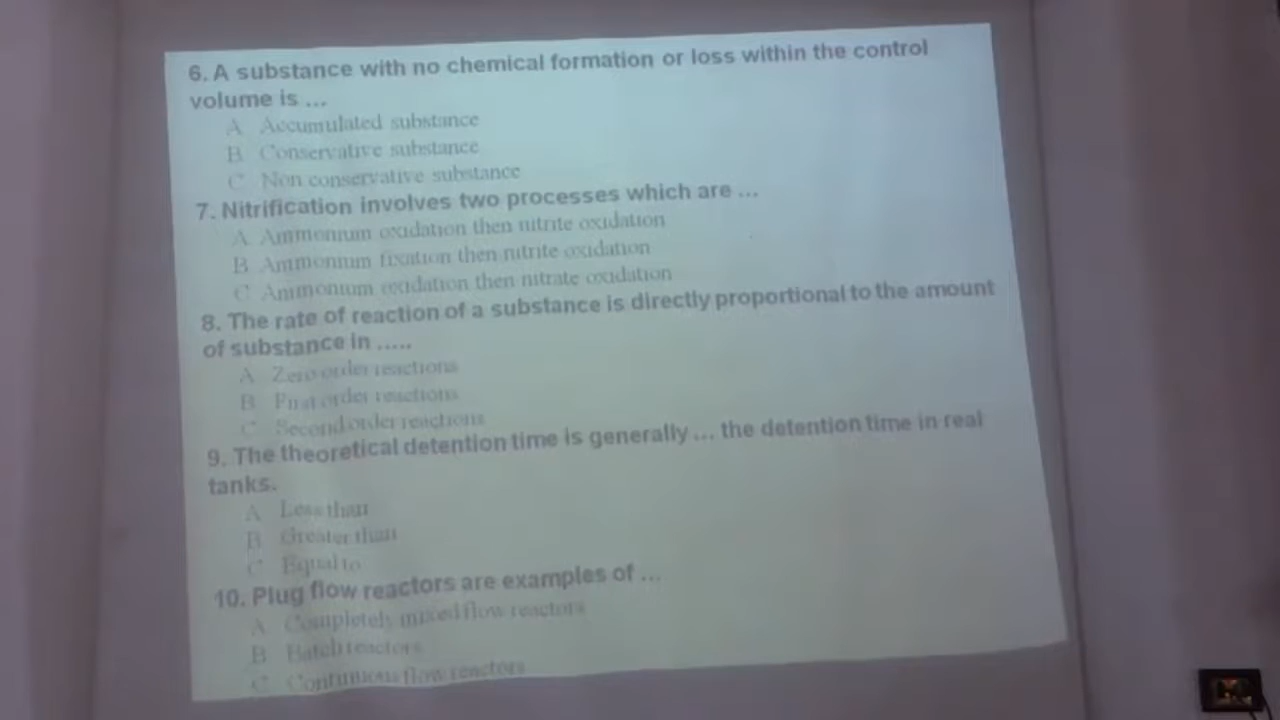 6. A substance with no chemical formation or loss within the control
volume is ...
A Accumulated substance
B Conservative substance
C Non conservative substance
7. Nitrification involves two processes which are ...
A Ammonium oxidation then nitrite oxidation
B Ammonium fixation then nitrite oxidation
C Ammonium oxidation then nitrate oxidation
8. The rate of reaction of a substance is directly proportional to the amount
of substance in .....
A Zero order reactions
B First order reactions
C Second order reactions
9. The theoretical detention time is generally ... the detention time in real
tanks.
A Less than
B Greater than
C Equal to
10. Plug flow reactors are examples of ...
A Completely mixed flow reactors
B Batch reactors
C Continuous flow reactors